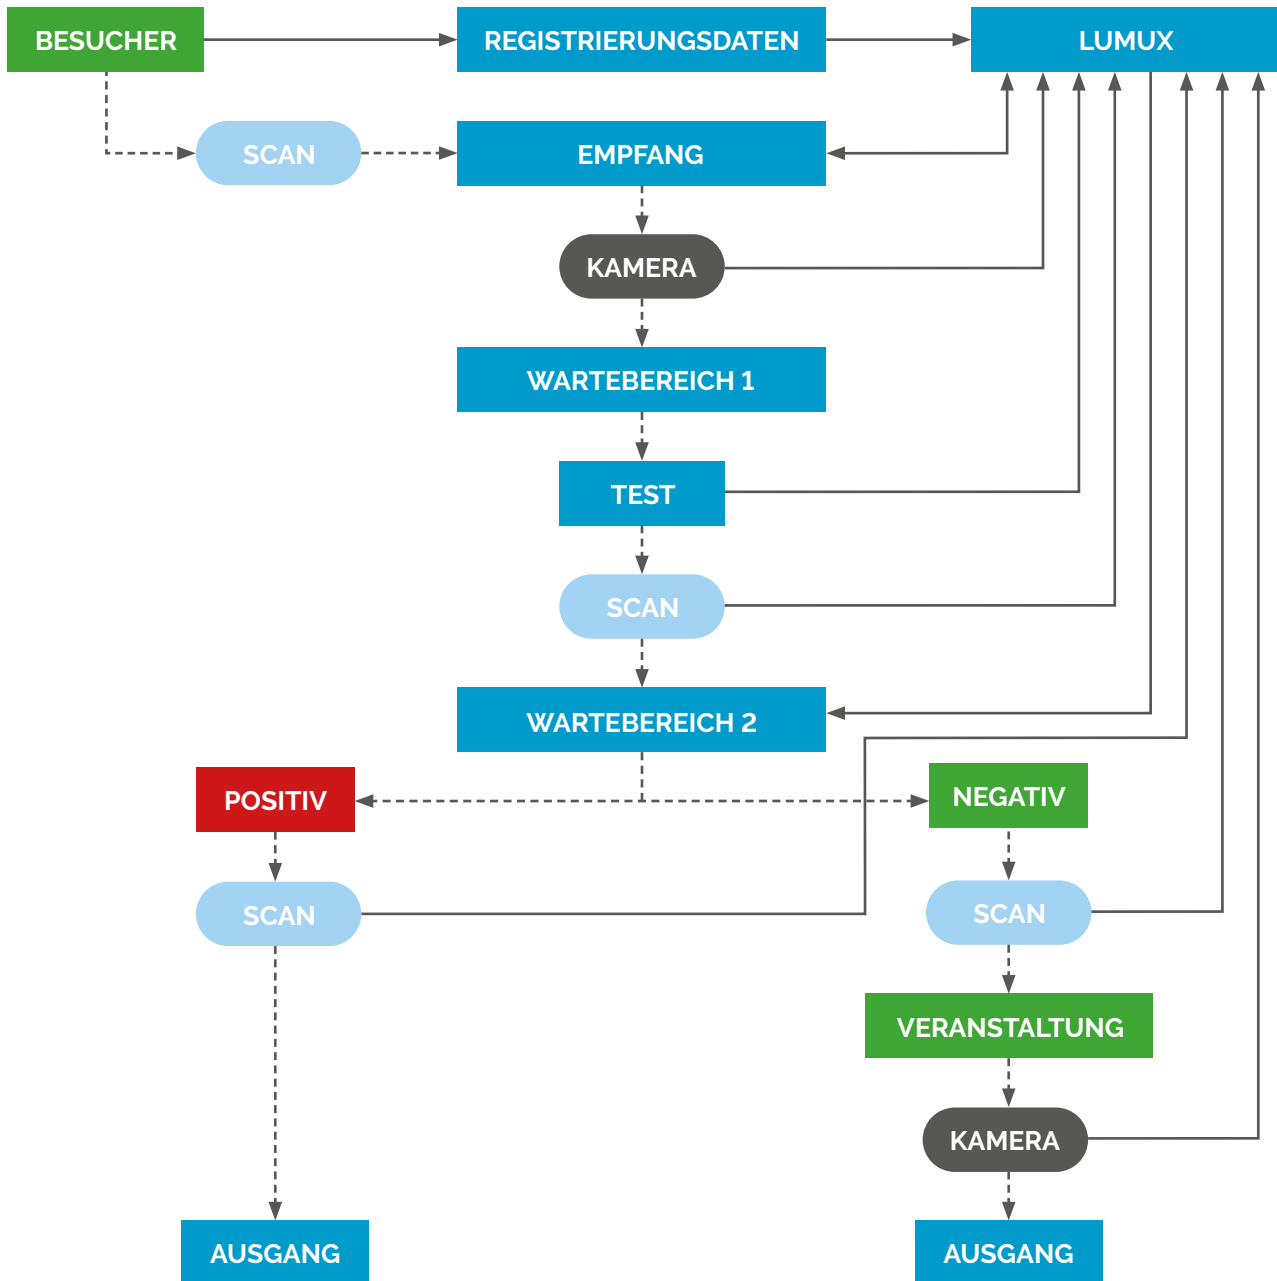 BESUCHER
REGISTRIERUNGSDATEN
LUMUX
SCAN
EMPFANG
KAMERA
WARTEBEREICH 1
TEST
SCAN
WARTEBEREICH 2
POSITIV
NEGATIV
SCAN
SCAN
VERANSTALTUNG
KAMERA
AUSGANG
AUSGANG